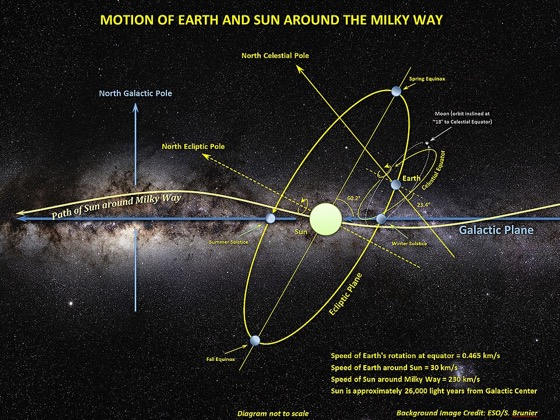 MOTION OF EARTH AND SUN AROUND THE MILKY WAY
North Celestial Pole
Spring Equinox
North Galactic Pole
Moon (orbit inclined at
~18° to Celestial Equator)
North Ecliptic Pole
Celestial Equator
Earth
60.2°
23.4°
Path of Sun around Milky Way
Sun
Galactic Plane
Summer Solstice
Winter Solstice
Ecliptic Plane
Fall Equinox
Speed of Earth's rotation at equator = 0.465 km/s
Speed of Earth around Sun = 30 km/s
Speed of Sun around Milky Way = 230 km/s
Sun is approximately 26,000 light years from Galactic Center
Diagram not to scale
Background Image Credit: ESO/S. Brunier